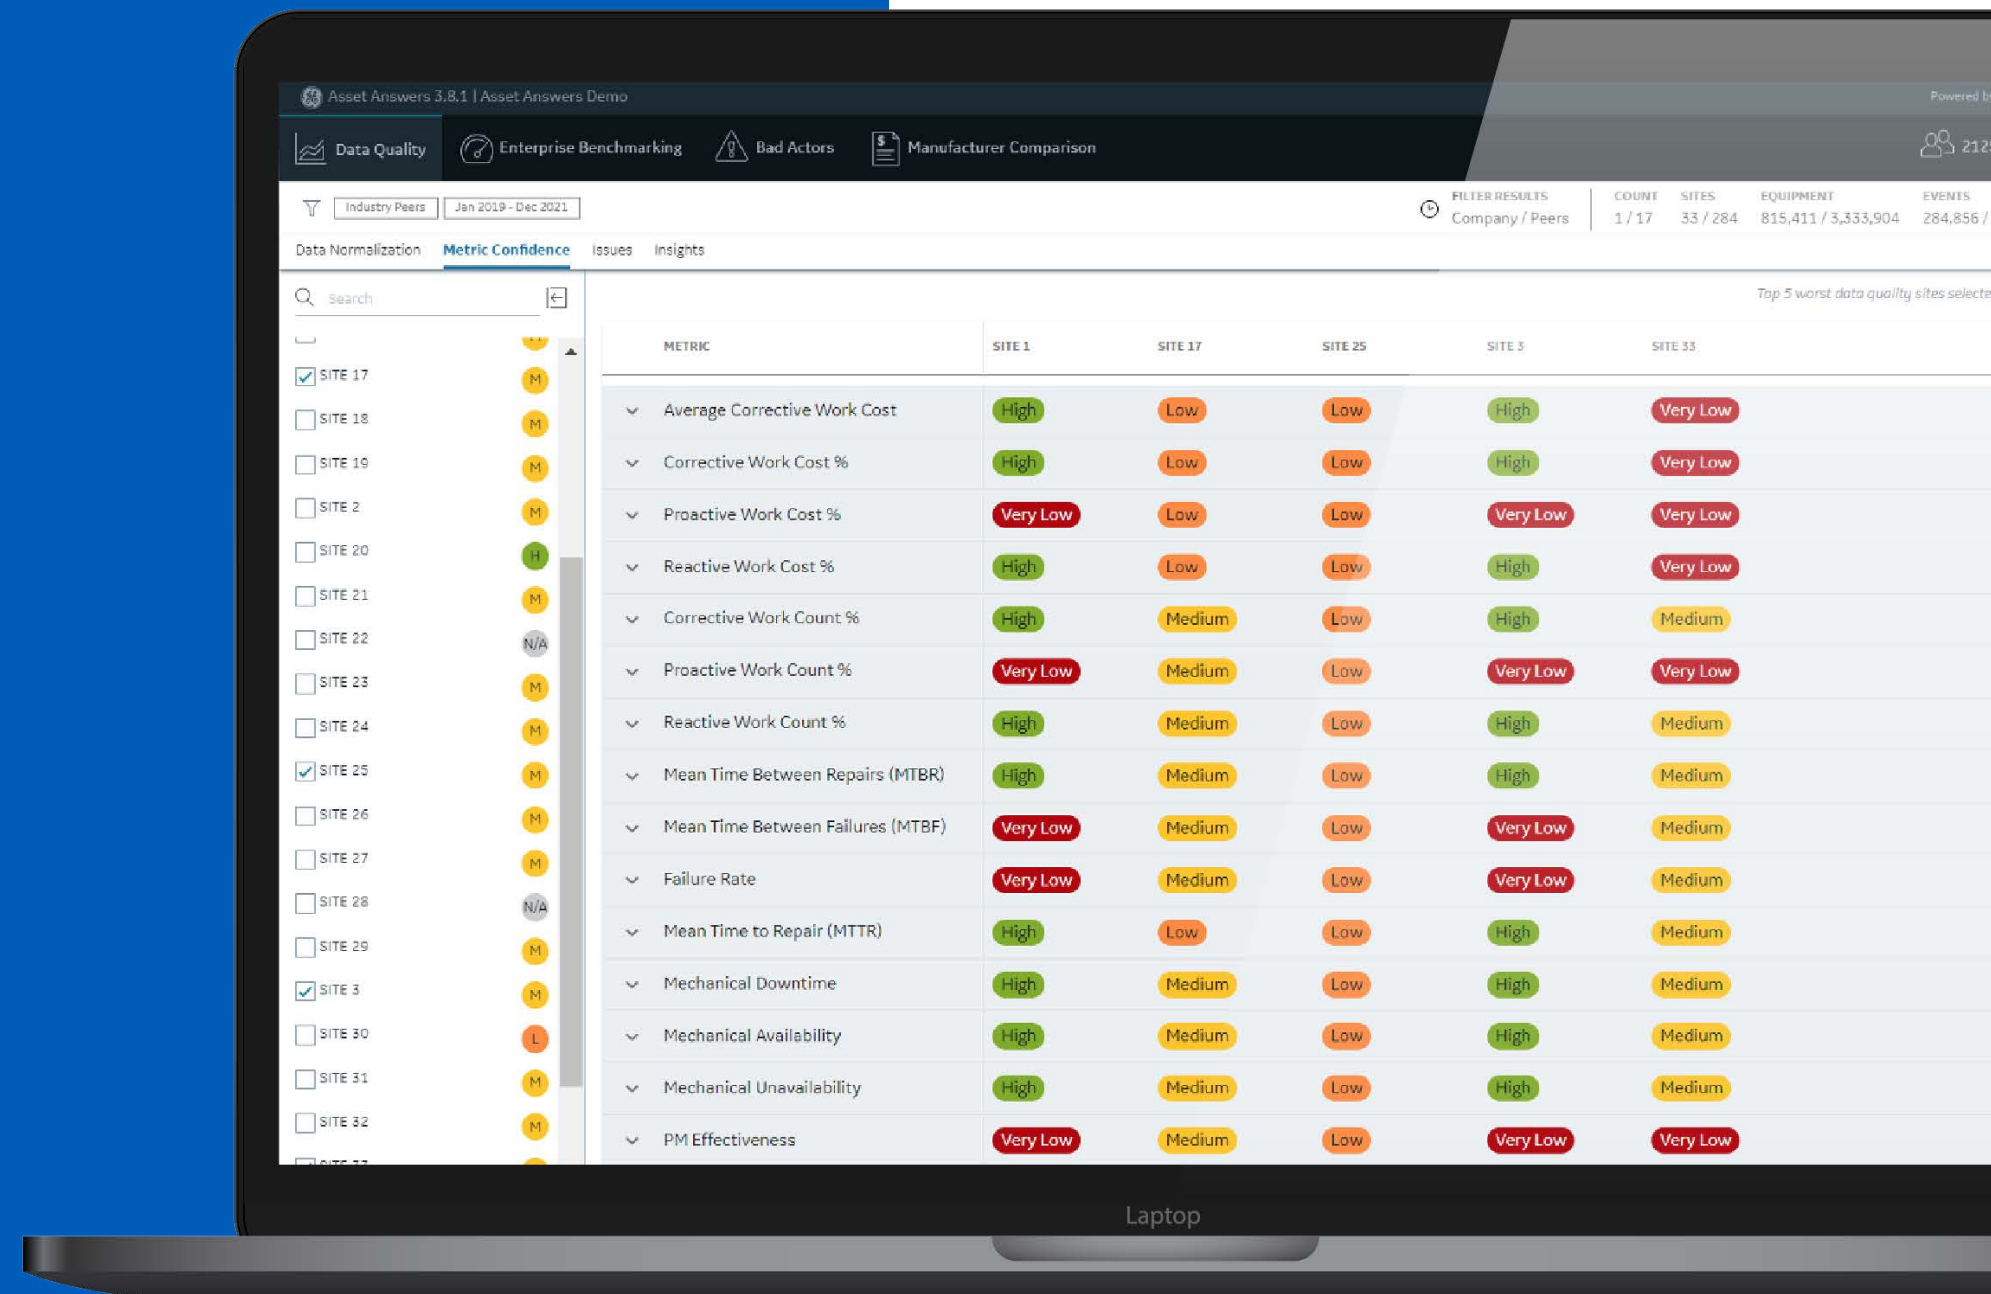 Asset Answers 3.8.1 | Asset Answers Demo
Powered by
Data Quality
Enterprise Benchmarking
Bad Actors
Manufacturer Comparison
Industry Peers
Jan 2019 - Dec 2021
FILTER RESULTS
Company / Peers
COUNT
1 / 17
SITES
33 / 284
EQUIPMENT
815,411 / 3,333,904
EVENTS
284,856 /
Data Normalization
Metric Confidence
Issues
Insights
Search
Top 5 worst data quality sites
SITE 17 M
SITE 18 M
SITE 19 M
SITE 2 M
SITE 20 H
SITE 21 M
SITE 22 N/A
SITE 23 M
SITE 24 M
SITE 25 M
SITE 26 M
SITE 27 M
SITE 28 N/A
SITE 29 M
SITE 3 M
SITE 30 L
SITE 31 M
SITE 32 M
METRIC SITE 1 SITE 17 SITE 25 SITE 3 SITE 33
Average Corrective Work Cost High Low Low High Very Low
Corrective Work Cost % High Low Low High Very Low
Proactive Work Cost % Very Low Low Low Very Low Very Low
Reactive Work Cost % High Low Low High Very Low
Corrective Work Count % High Medium Low High Medium
Proactive Work Count % Very Low Medium Low Very Low Very Low
Reactive Work Count % High Medium Low High Medium
Mean Time Between Repairs (MTBR) High Medium Low High Medium
Mean Time Between Failures (MTBF) Very Low Medium Low Very Low Medium
Failure Rate Very Low Medium Low Very Low Medium
Mean Time to Repair (MTTR) High Low Low High Medium
Mechanical Downtime High Medium Low High Medium
Mechanical Availability High Medium Low High Medium
Mechanical Unavailability High Medium Low High Medium
PM Effectiveness Very Low Medium Low Very Low Very Low
Laptop